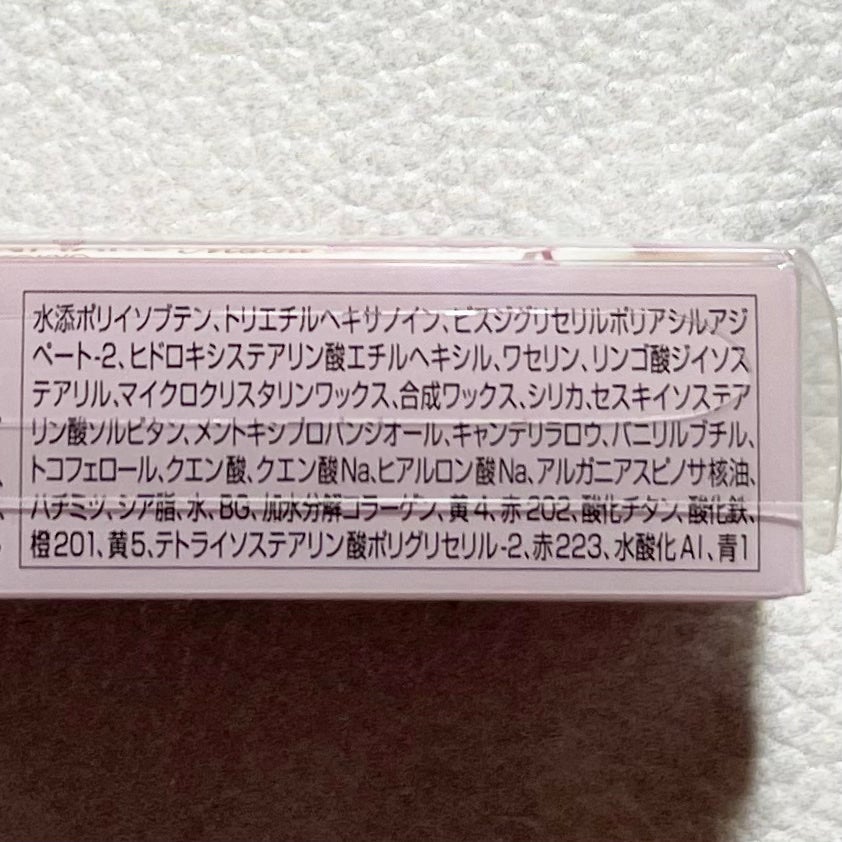 水添ポリイソブテン、トリエチルヘキサノイン、ビスジグリセリルポリアシルアジ
ペート-2、ヒドロキシステアリン酸エチルヘキシル、ワセリン、リンゴ酸ジイソス
テアリル、マイクロクリスタリンワックス、合成ワックス、シリカ、セスキイソステア
リン酸ソルビタン、メントキシプロパンジオール、キャンデリラロウ、バニリルブチル、
トコフェロール、クエン酸、クエン酸Na、ヒアルロン酸Na、アルガニアスピノサ核油、
ハチミツ、シア脂、水、BG、加水分解コラーゲン、黄4、赤202、酸化チタン、酸化鉄、
橙201、黄5、テトライソステアリン酸ポリグリセリル-2、赤223、水酸化Al、青1